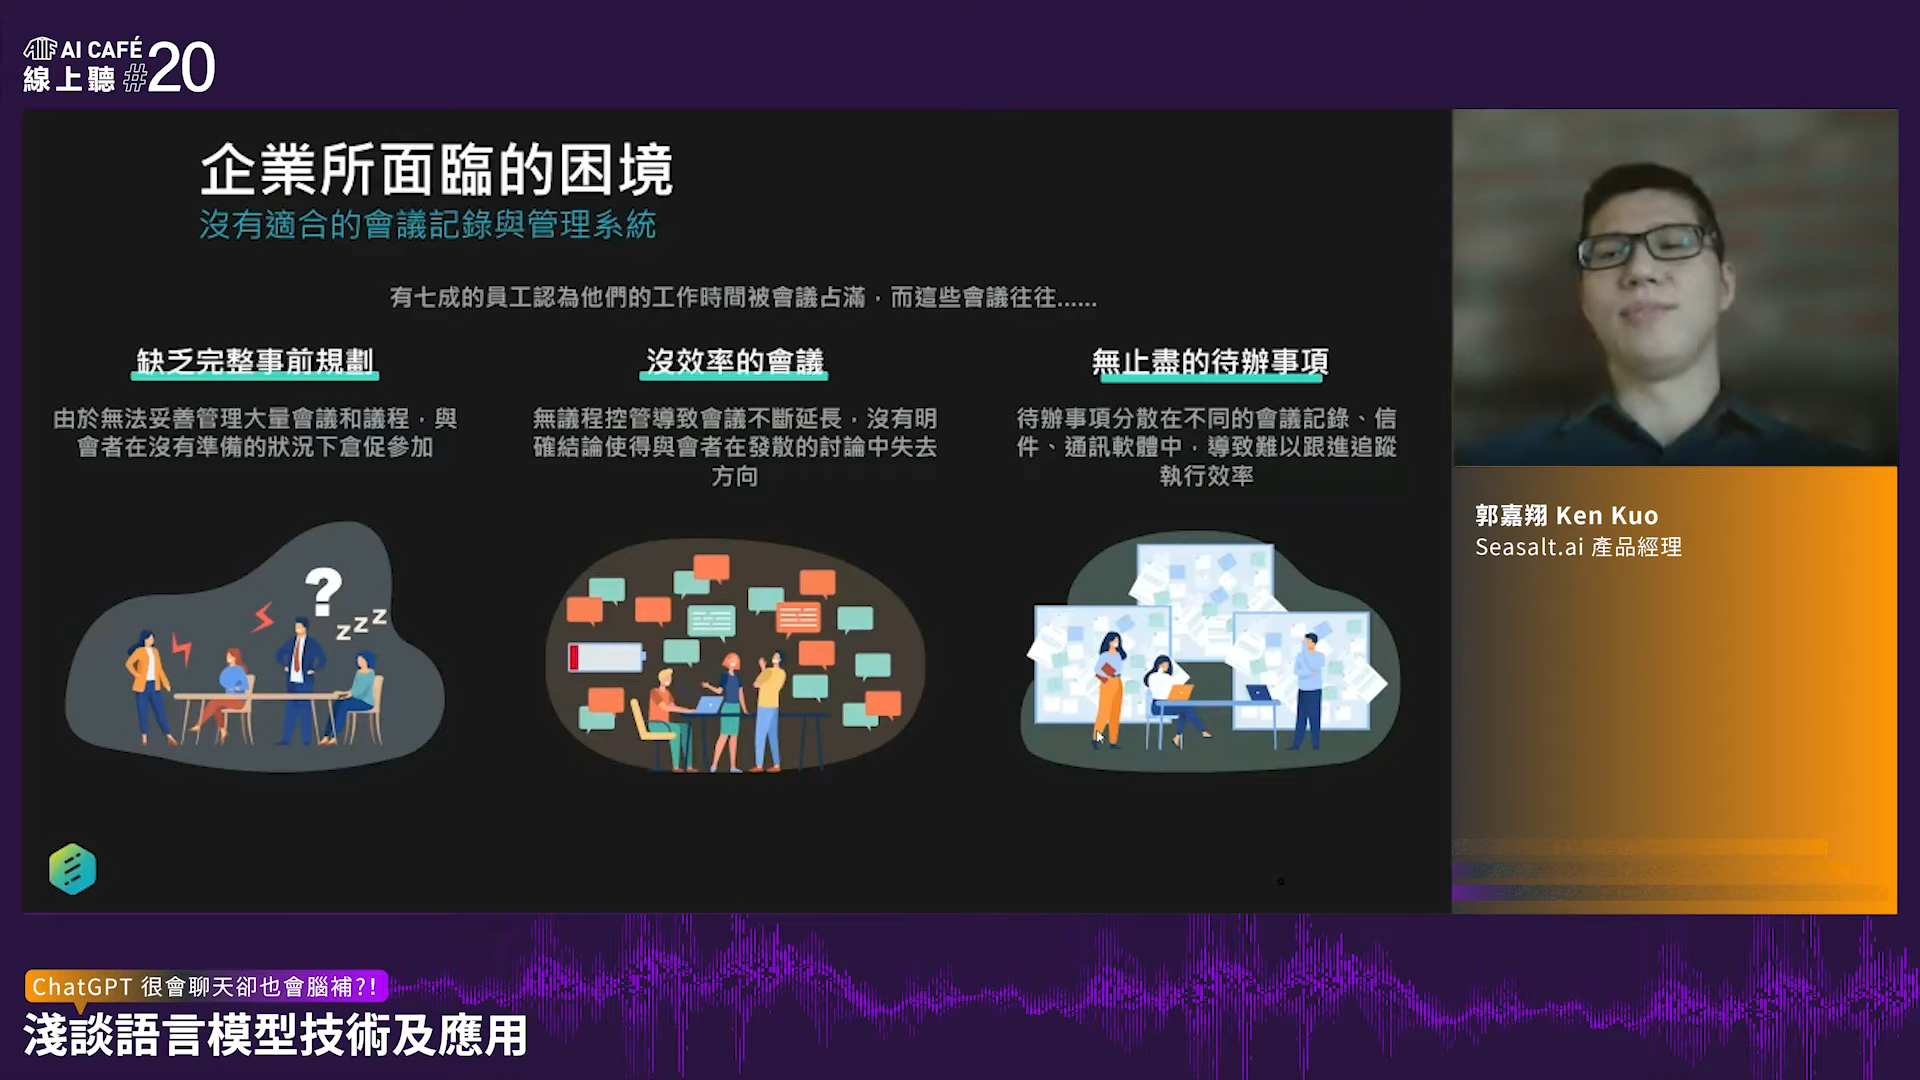 AIF AI CAFÉ
線上聽 #20
企業所面臨的困境
沒有適合的會議記錄與管理系統
有七成的員工認為他們的工作時間被會議占滿，而這些會議往往......
缺乏完整事前規劃
由於無法妥善管理大量會議和議程，與
會者在沒有準備的狀況下倉促參加
沒效率的會議
無議程控管導致會議不斷延長，沒有明
確結論使得與會者在發散的討論中失去
方向
無止盡的待辦事項
待辦事項分散在不同的會議記錄、信
件、通訊軟體中，導致難以跟進追蹤
執行效率
?
zzz
郭嘉翔 Ken Kuo
Seasalt.ai 產品經理
ChatGPT 很會聊天卻也會腦補?!
淺談語言模型技術及應用